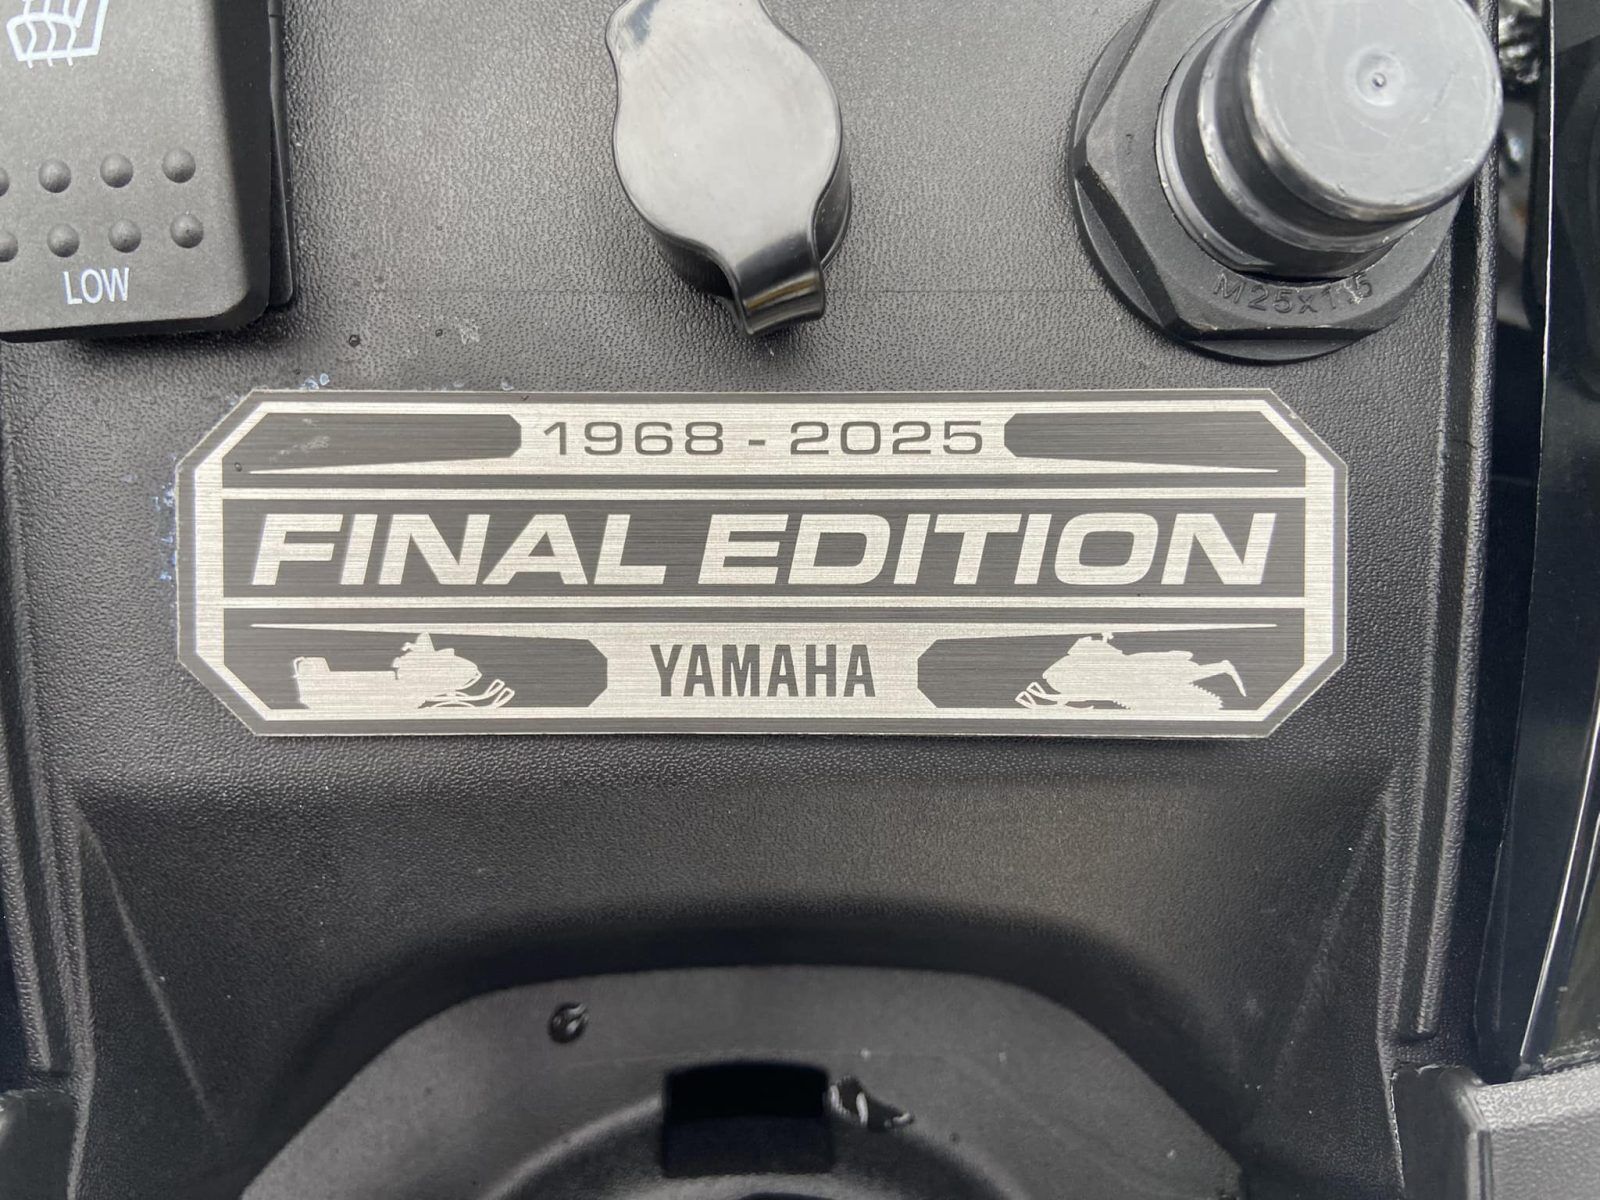 LOW
M25x1.5
1968 - 2025
FINAL EDITION
YAMAHA